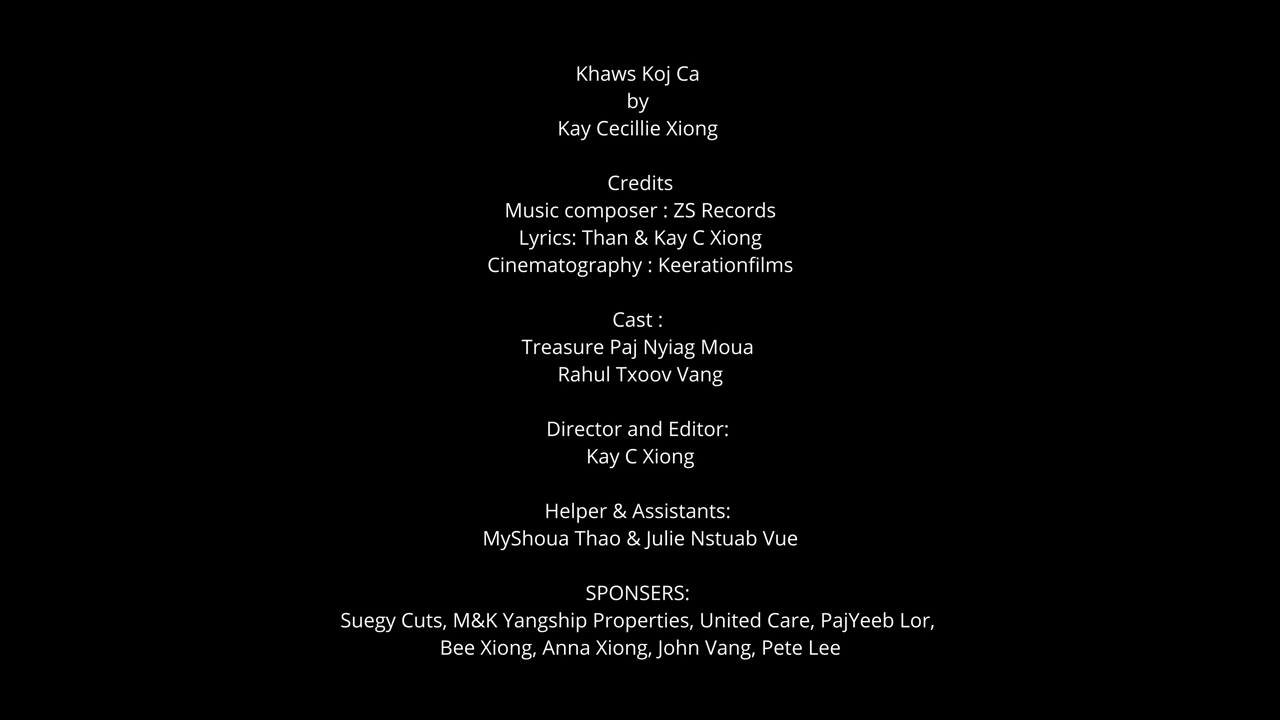 Khaws Koj Ca
by
Kay Cecillie Xiong
Credits
Music composer : ZS Records
Lyrics: Than & Kay C Xiong
Cinematography : Keerationfilms
Cast :
Treasure Paj Nyiag Moua
Rahul Txoov Vang
Director and Editor:
Kay C Xiong
Helper & Assistants:
MyShoua Thao & Julie Nstuab Vue
SPONSERS:
Suegy Cuts, M&K Yangship Properties, United Care, PajYeeb Lor,
Bee Xiong, Anna Xiong, John Vang, Pete Lee